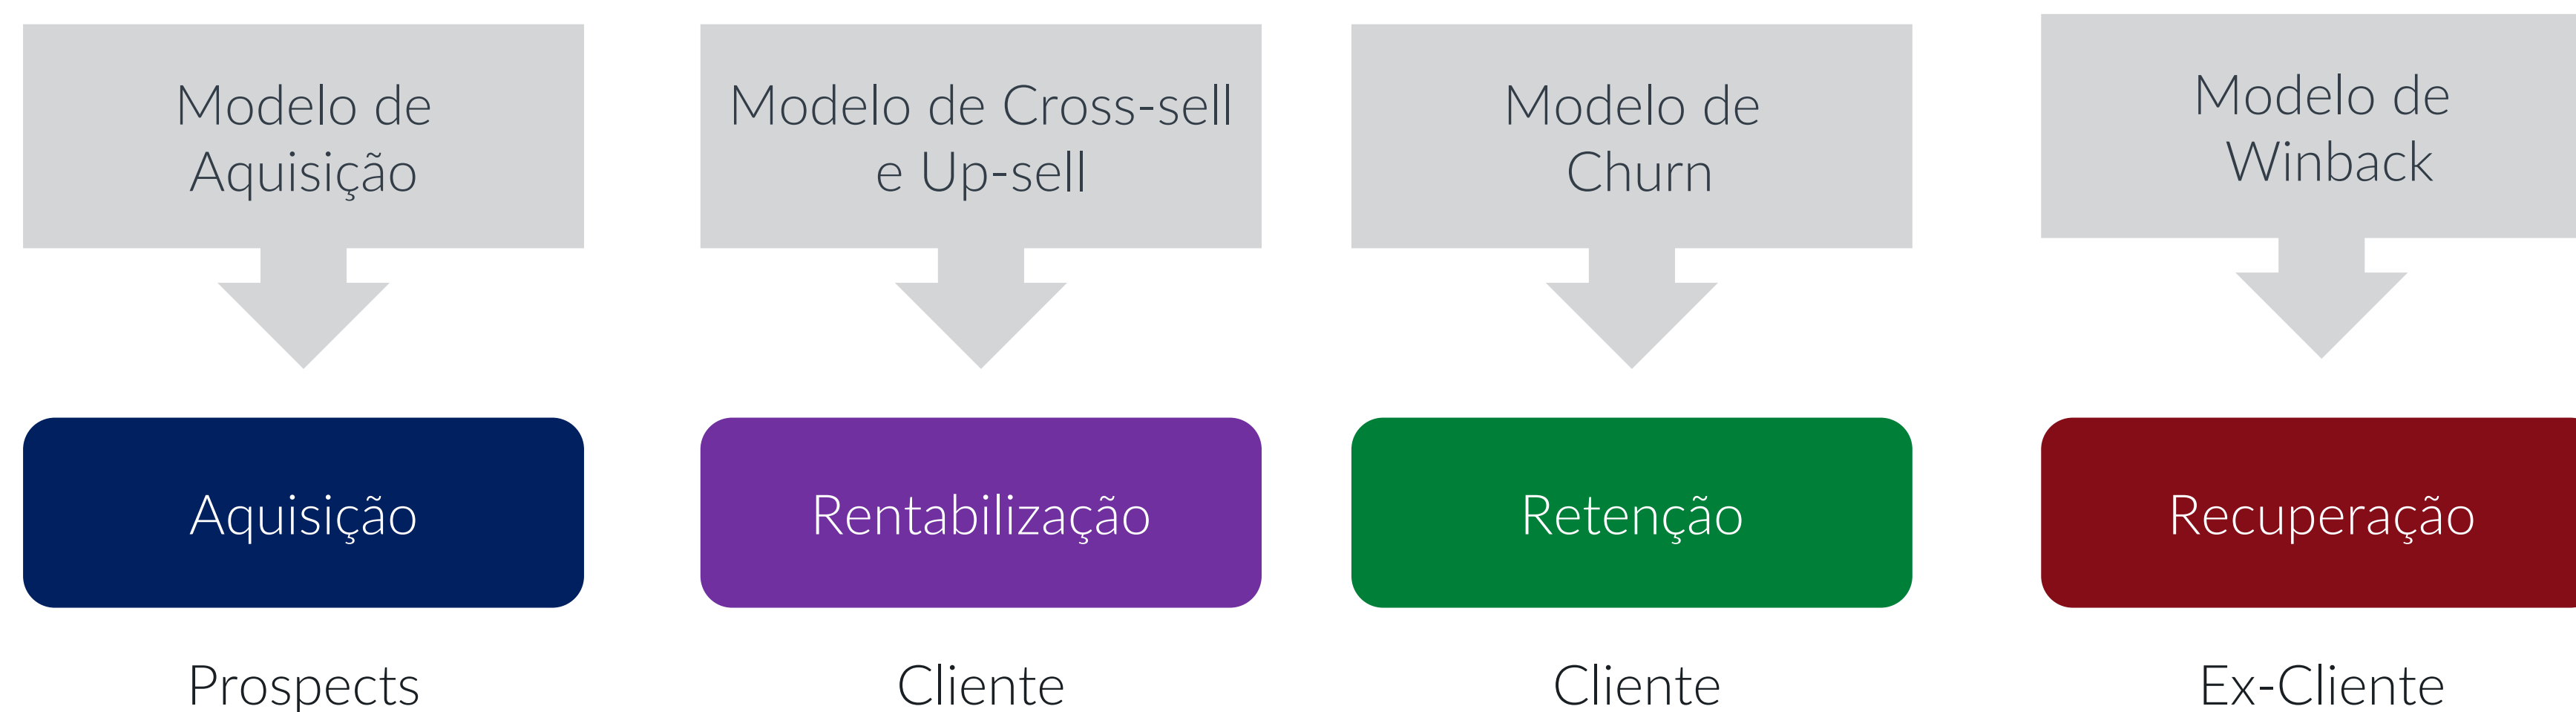 Modelo de
Aquisição
Modelo de Cross-sell
e Up-sell
Modelo de
Churn
Modelo de
Winback
Aquisição
Rentabilização
Retenção
Recuperação
Prospects
Cliente
Cliente
Ex-Cliente